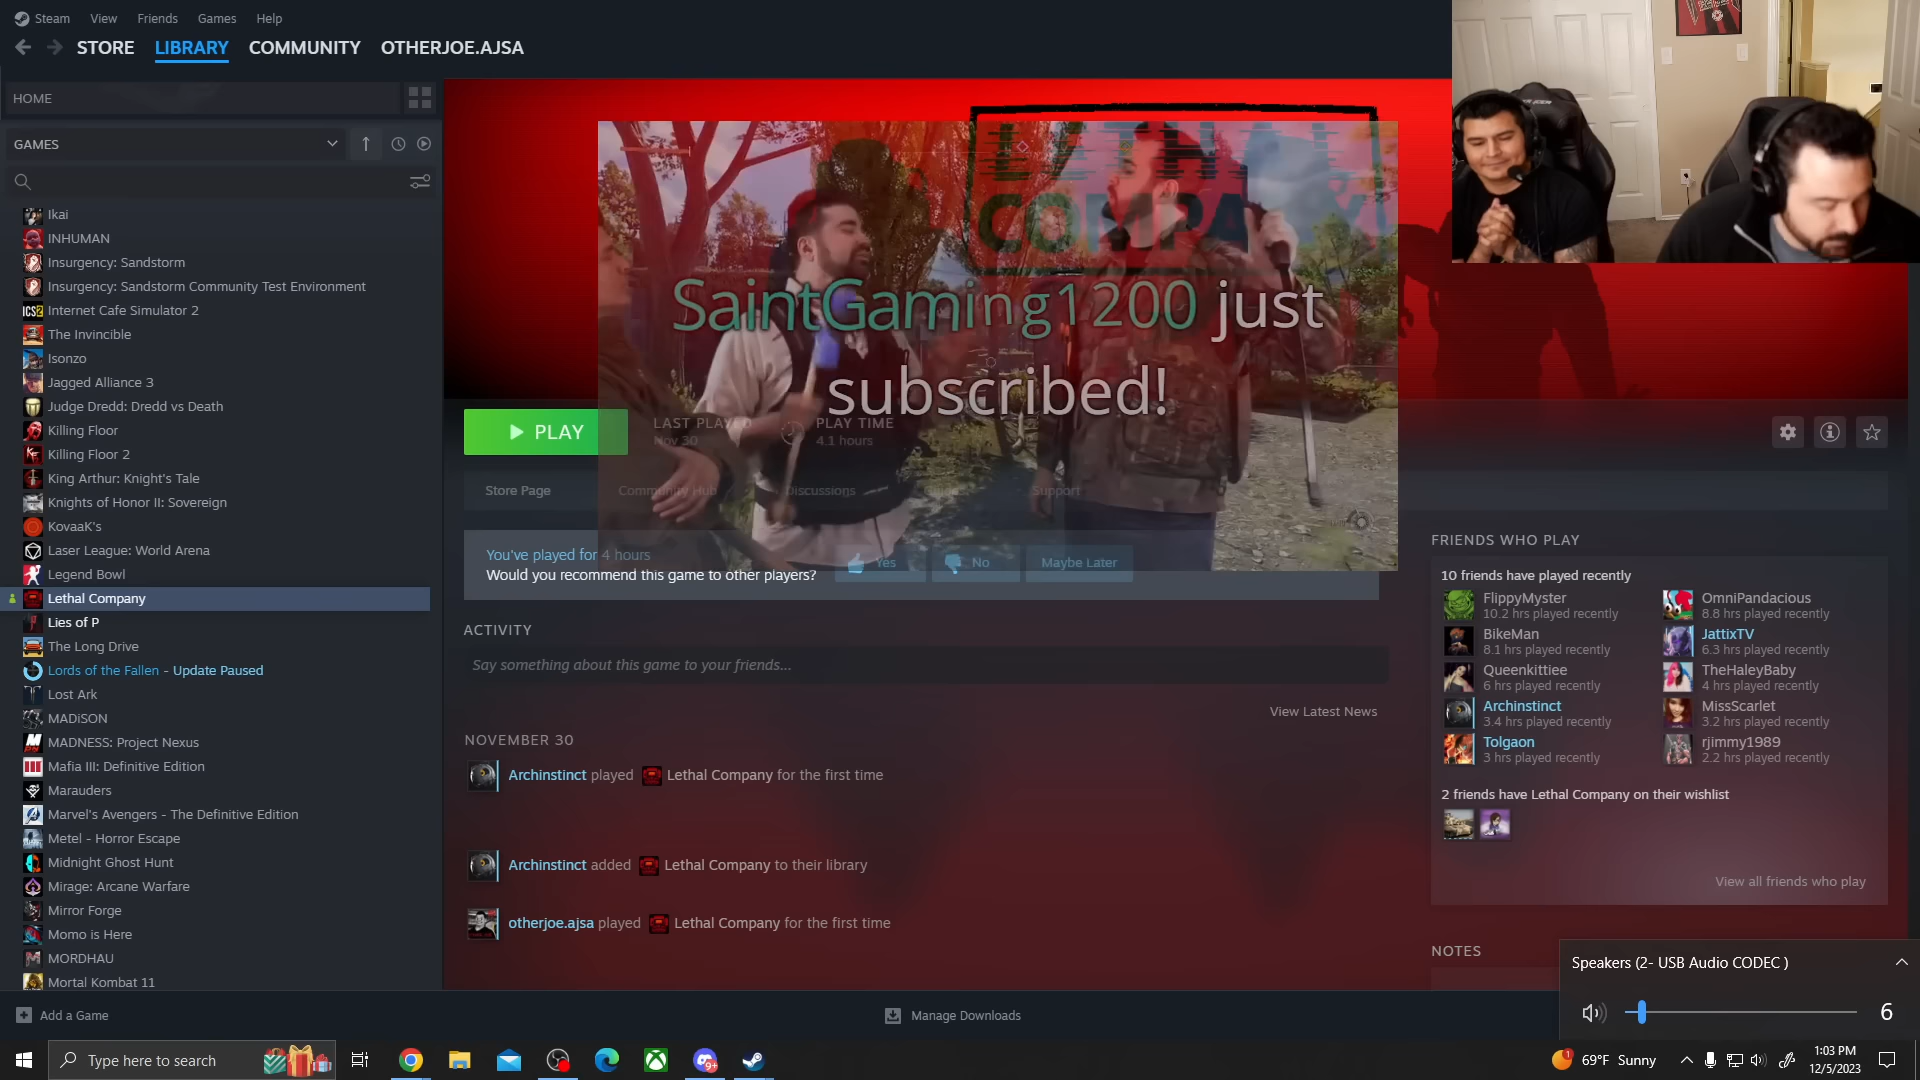 Steam View Friends Games Help
STORE LIBRARY COMMUNITY OTHERJOE.AJSA
HOME
GAMES
Ikai
INHUMAN
Insurgency: Sandstorm
Insurgency: Sandstorm Community Test Environment
Internet Cafe Simulator 2
The Invincible
Isonzo
Jagged Alliance 3
Judge Dredd: Dredd vs Death
Killing Floor
Killing Floor 2
King Arthur: Knight's Tale
Knights of Honor II: Sovereign
KovaaK's
Laser League: World Arena
Legend Bowl
Lethal Company
Lies of P
The Long Drive
Lords of the Fallen - Update Paused
Lost Ark
MADiSON
MADNESS: Project Nexus
Mafia III: Definitive Edition
Marauders
Marvel's Avengers - The Definitive Edition
Metel - Horror Escape
Midnight Ghost Hunt
Mirage: Arcane Warfare
Mirror Forge
Momo is Here
MORDHAU
Mortal Kombat 11
Add a Game
COMPA
SaintGaming1200 just
subscribed!
PLAY
LAST PLAYED
Nov 30
PLAY TIME
4.1 hours
Store Page Community Hub Discussions Support
You've played for 4 hours
Would you recommend this game to other players?
Yes No Maybe Later
ACTIVITY
Say something about this game to your friends...
View Latest News
NOVEMBER 30
Archinstinct played Lethal Company for the first time
Archinstinct added Lethal Company to their library
otherjoe.ajsa played Lethal Company for the first time
FRIENDS WHO PLAY
10 friends have played recently
FlippyMyster
10.2 hrs played recently
OmniPandacious
8.8 hrs played recently
BikeMan
8.1 hrs played recently
JattixTV
6.3 hrs played recently
Queenkittiee
6 hrs played recently
TheHaleyBaby
4 hrs played recently
Archinstinct
3.4 hrs played recently
MissScarlet
3.2 hrs played recently
Tolgaon
3 hrs played recently
rjimmy1989
2.2 hrs played recently
2 friends have Lethal Company on their wishlist
View all friends who play
NOTES
Speakers (2- USB Audio CODEC )
6
Manage Downloads
Type here to search
9+
69°F Sunny
1:03 PM
12/5/2023